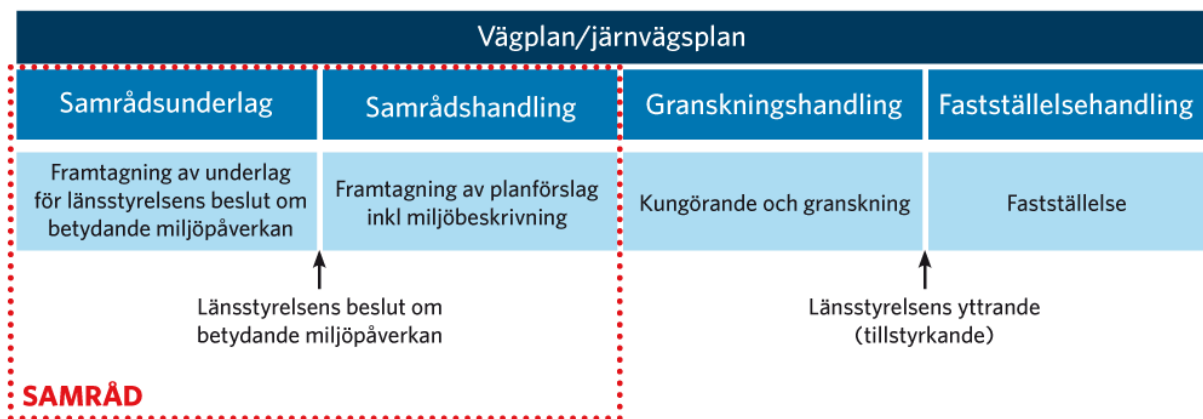 Vägplan/järnvägsplan
Samrådsunderlag
Samrådshandling
Granskningshandling
Fastställelsehandling
Framtagning av underlag
för länsstyrelsens beslut om
betydande miljöpåverkan
Framtagning av planförslag
inkl miljöbeskrivning
Kungörande och granskning
Fastställelse
Länsstyrelsens beslut om
betydande miljöpåverkan
Länsstyrelsens yttrande
(tillstyrkande)
SAMRÅD